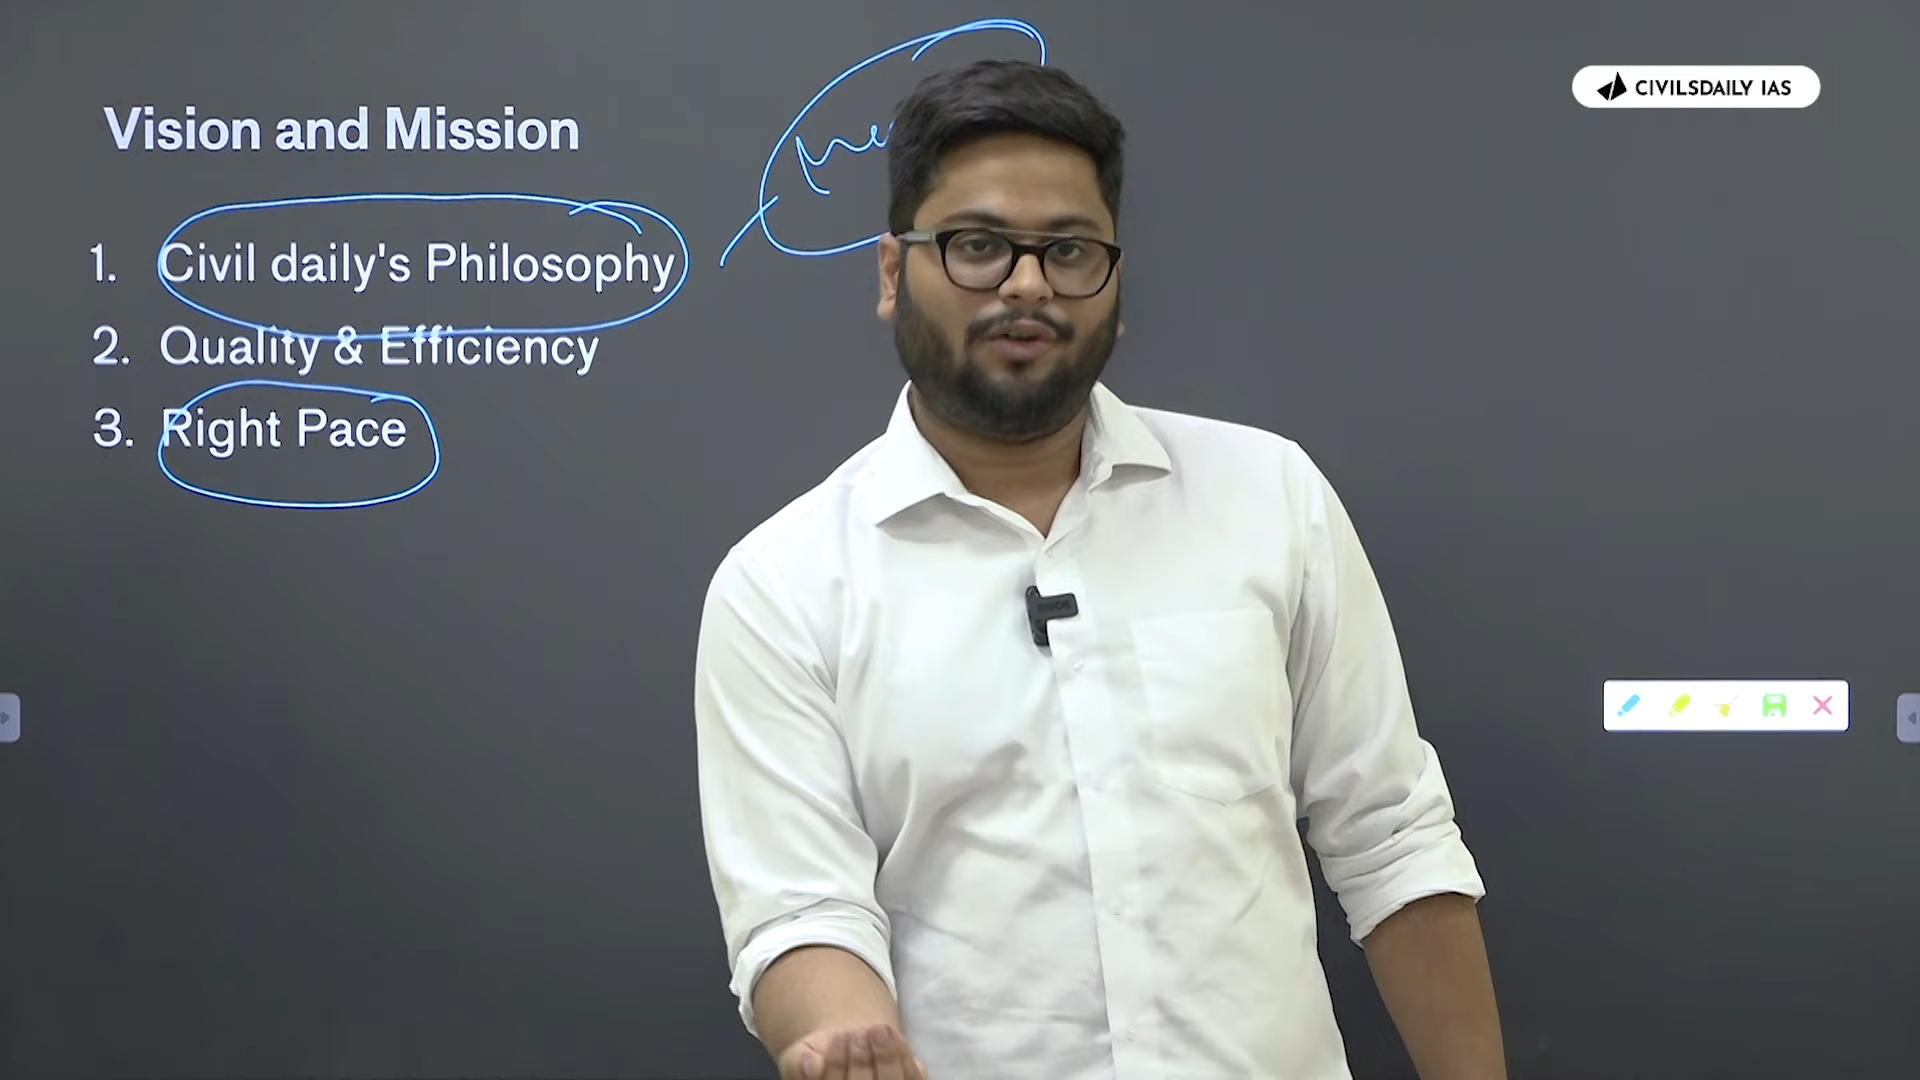 CIVILSDAILY IAS
Vision and Mission
1. Civil daily's Philosophy
2. Quality & Efficiency
3. Right Pace